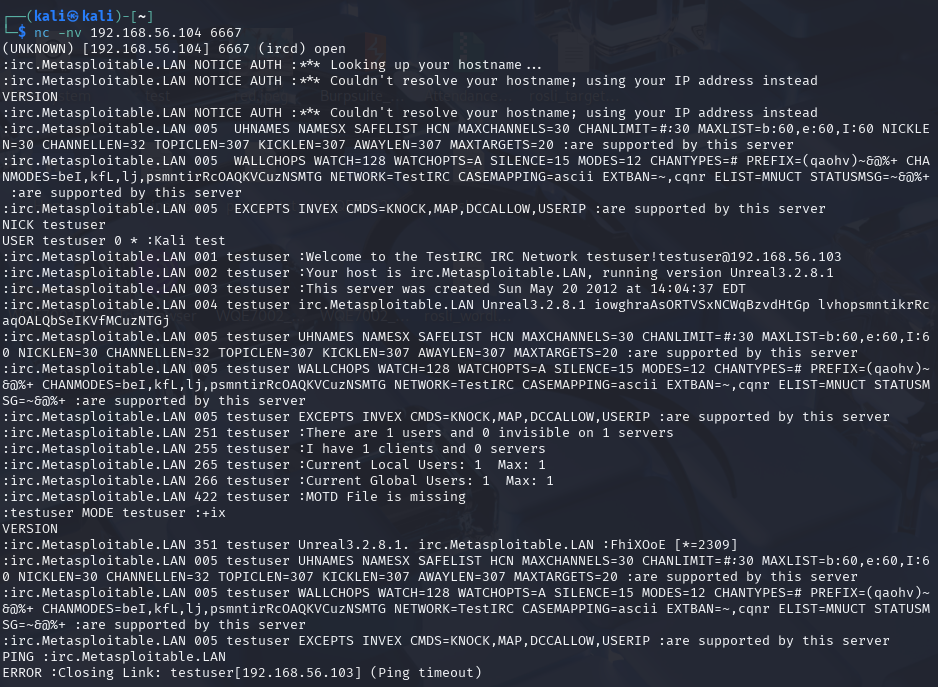 ┌──(kali㉿kali)-[~]
└─$ nc -nv 192.168.56.104 6667
(UNKNOWN) [192.168.56.104] 6667 (ircd) open
:irc.Metasploitable.LAN NOTICE AUTH :*** Looking up your hostname...
:irc.Metasploitable.LAN NOTICE AUTH :*** Couldn't resolve your hostname; using your IP address instead
VERSION
:irc.Metasploitable.LAN NOTICE AUTH :*** Couldn't resolve your hostname; using your IP address instead
:irc.Metasploitable.LAN 005  UHNAMES NAMESX SAFELIST HCN MAXCHANNELS=30 CHANLIMIT=#:30 MAXLIST=b:60,e:60,I:60 NICKLE
N=30 CHANNELLEN=32 TOPICLEN=307 KICKLEN=307 AWAYLEN=307 MAXTARGETS=20 :are supported by this server
:irc.Metasploitable.LAN 005  WALLCHOPS WATCH=128 WATCHOPTS=A SILENCE=15 MODES=12 CHANTYPES=# PREFIX=(qaohv)~&@%+ CHA
NMODES=beI,kfL,lj,psmntirRcOAQKVCuzNSMTG NETWORK=TestIRC CASEMAPPING=ascii EXTBAN=~,cqnr ELIST=MNUCT STATUSMSG=~&@%+
 :are supported by this server
:irc.Metasploitable.LAN 005  EXCEPTS INVEX CMDS=KNOCK,MAP,DCCALLOW,USERIP :are supported by this server
NICK testuser
USER testuser 0 * :Kali test
:irc.Metasploitable.LAN 001 testuser :Welcome to the TestIRC IRC Network testuser!testuser@192.168.56.103
:irc.Metasploitable.LAN 002 testuser :Your host is irc.Metasploitable.LAN, running version Unreal3.2.8.1
:irc.Metasploitable.LAN 003 testuser :This server was created Sun May 20 2012 at 14:04:37 EDT
:irc.Metasploitable.LAN 004 testuser irc.Metasploitable.LAN Unreal3.2.8.1 iowghraAsORTVSxNCWqBzvdHtGp lvhopsmntikrRc
aqOALQbSeIKVfMCuzNTGj
:irc.Metasploitable.LAN 005 testuser UHNAMES NAMESX SAFELIST HCN MAXCHANNELS=30 CHANLIMIT=#:30 MAXLIST=b:60,e:60,I:6
0 NICKLEN=30 CHANNELLEN=32 TOPICLEN=307 KICKLEN=307 AWAYLEN=307 MAXTARGETS=20 :are supported by this server
:irc.Metasploitable.LAN 005 testuser WALLCHOPS WATCH=128 WATCHOPTS=A SILENCE=15 MODES=12 CHANTYPES=# PREFIX=(qaohv)~
&@%+ CHANMODES=beI,kfL,lj,psmntirRcOAQKVCuzNSMTG NETWORK=TestIRC CASEMAPPING=ascii EXTBAN=~,cqnr ELIST=MNUCT STATUSM
SG=~&@%+ :are supported by this server
:irc.Metasploitable.LAN 005 testuser EXCEPTS INVEX CMDS=KNOCK,MAP,DCCALLOW,USERIP :are supported by this server
:irc.Metasploitable.LAN 251 testuser :There are 1 users and 0 invisible on 1 servers
:irc.Metasploitable.LAN 255 testuser :I have 1 clients and 0 servers
:irc.Metasploitable.LAN 265 testuser :Current Local Users: 1  Max: 1
:irc.Metasploitable.LAN 266 testuser :Current Global Users: 1  Max: 1
:irc.Metasploitable.LAN 422 testuser :MOTD File is missing
:testuser MODE testuser :+ix
VERSION
:irc.Metasploitable.LAN 351 testuser Unreal3.2.8.1. irc.Metasploitable.LAN :FhiXOoE [*=2309]
:irc.Metasploitable.LAN 005 testuser UHNAMES NAMESX SAFELIST HCN MAXCHANNELS=30 CHANLIMIT=#:30 MAXLIST=b:60,e:60,I:6
0 NICKLEN=30 CHANNELLEN=32 TOPICLEN=307 KICKLEN=307 AWAYLEN=307 MAXTARGETS=20 :are supported by this server
:irc.Metasploitable.LAN 005 testuser WALLCHOPS WATCH=128 WATCHOPTS=A SILENCE=15 MODES=12 CHANTYPES=# PREFIX=(qaohv)~
&@%+ CHANMODES=beI,kfL,lj,psmntirRcOAQKVCuzNSMTG NETWORK=TestIRC CASEMAPPING=ascii EXTBAN=~,cqnr ELIST=MNUCT STATUSM
SG=~&@%+ :are supported by this server
:irc.Metasploitable.LAN 005 testuser EXCEPTS INVEX CMDS=KNOCK,MAP,DCCALLOW,USERIP :are supported by this server
PING :irc.Metasploitable.LAN
ERROR :Closing Link: testuser[192.168.56.103] (Ping timeout)